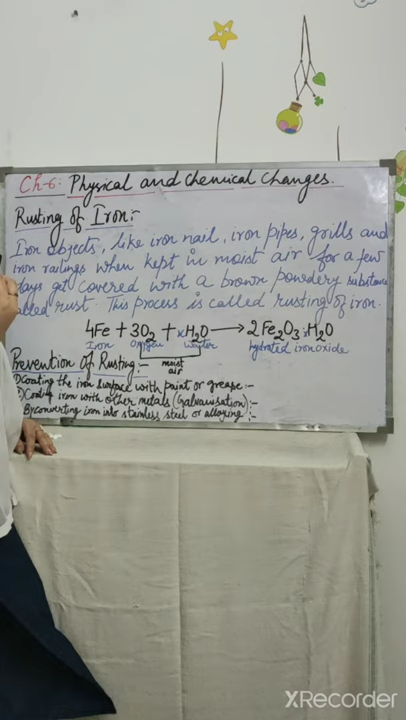 Ch-6: Physical and Chemical Changes.
Rusting of Iron:-
Iron objects, like iron nail, iron pipes, grills and
iron railings when kept in moist air for a few
days get covered with a brown powdery substance
called rust. This process is called rusting of iron.
4Fe + 3O2 + xH2O → 2Fe2O3.H2O
Iron Oxygen water hydrated iron oxide
moist
air
Prevention of Rusting:-
1) Coating the iron surface with paint or grease:-
2) Coating iron with other metals (Galvanisation):-
3) Converting iron into stainless steel or alloying:-
XRecorder